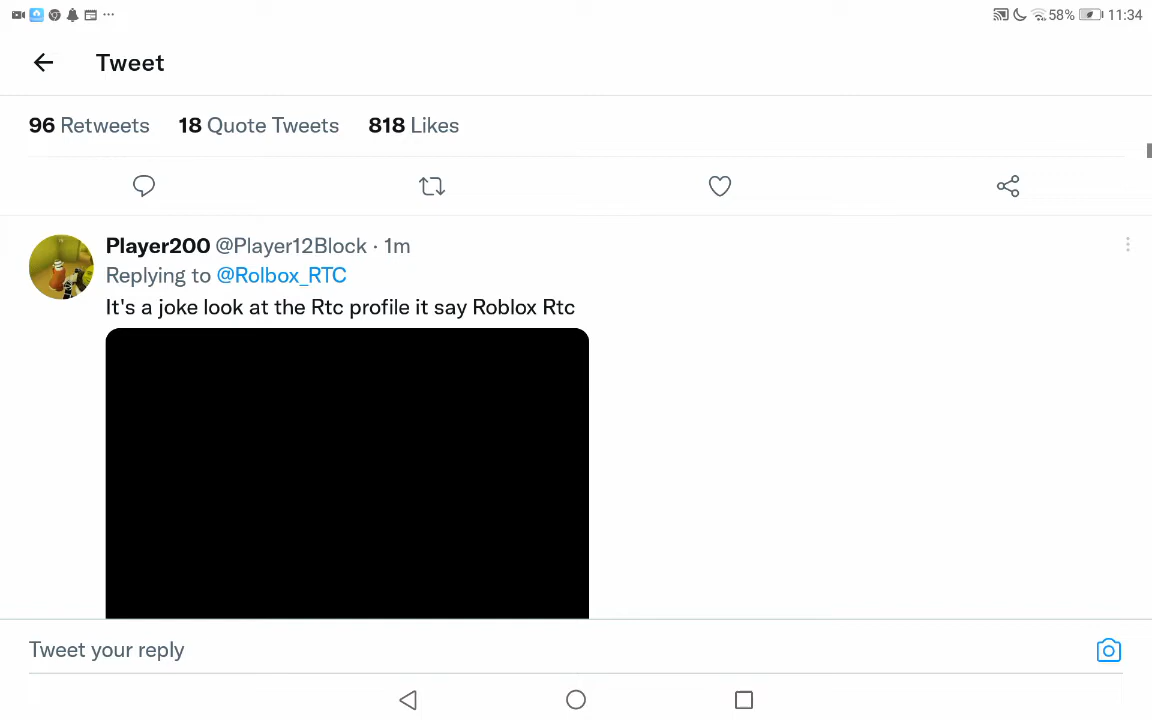 58% 11:34
Tweet
96 Retweets 18 Quote Tweets 818 Likes
Player200 @Player12Block · 1m
Replying to @Rolbox_RTC
It's a joke look at the Rtc profile it say Roblox Rtc
Tweet your reply